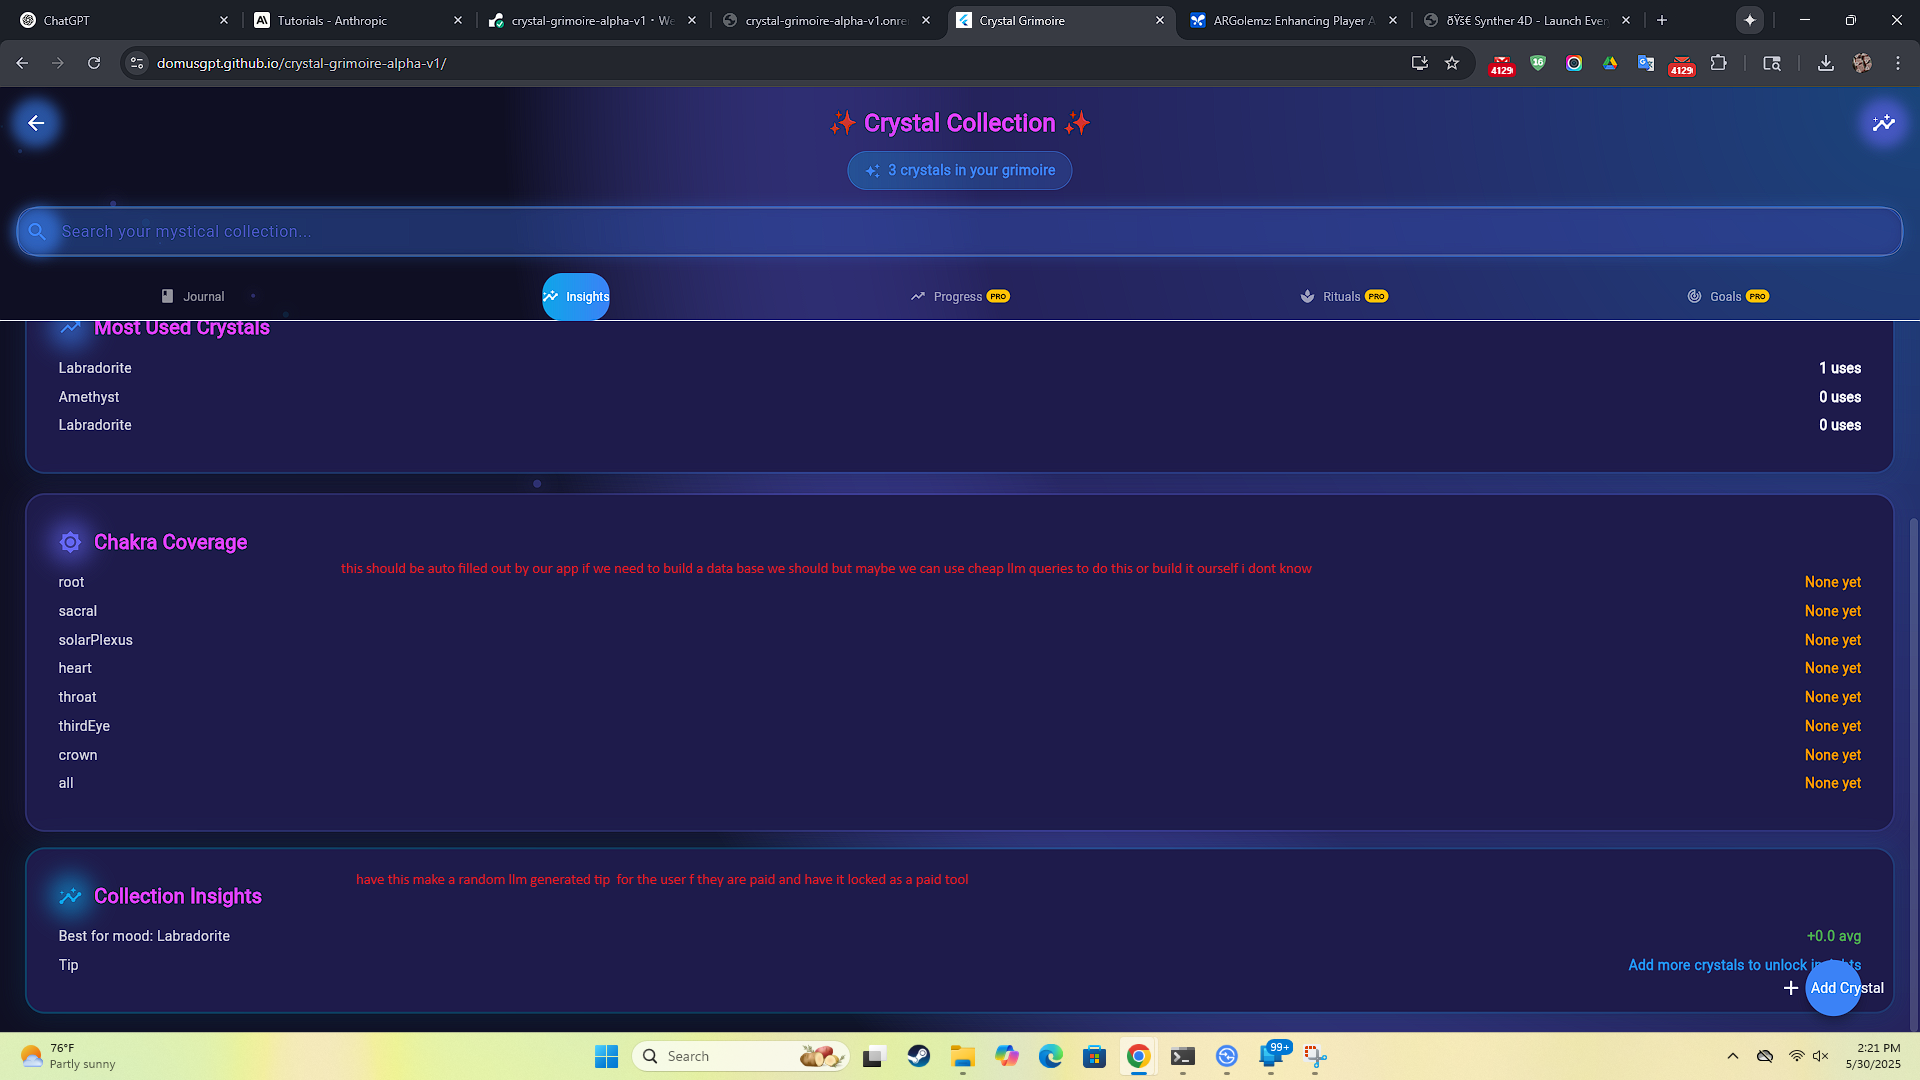 ChatGPT
Tutorials - Anthropic
crystal-grimoire-alpha-v1 · We
crystal-grimoire-alpha-v1.onre
Crystal Grimoire
ARGolemz: Enhancing Player A
ðŸš€ Synther 4D - Launch Even
domusgpt.github.io/crystal-grimoire-alpha-v1/
4129
16
4129
✨ Crystal Collection ✨
3 crystals in your grimoire
Search your mystical collection...
Journal
Insights
Progress PRO
Rituals PRO
Goals PRO
Most Used Crystals
Labradorite 1 uses
Amethyst 0 uses
Labradorite 0 uses
Chakra Coverage
this should be auto filled out by our app if we need to build a data base we should but maybe we can use cheap llm queries to do this or build it ourself i dont know
root None yet
sacral None yet
solarPlexus None yet
heart None yet
throat None yet
thirdEye None yet
crown None yet
all None yet
Collection Insights
have this make a random llm generated tip for the user f they are paid and have it locked as a paid tool
Best for mood: Labradorite +0.0 avg
Tip Add more crystals to unlock
+ Add Crystal
76°F
Partly sunny
Search
99+
2:21 PM
5/30/2025